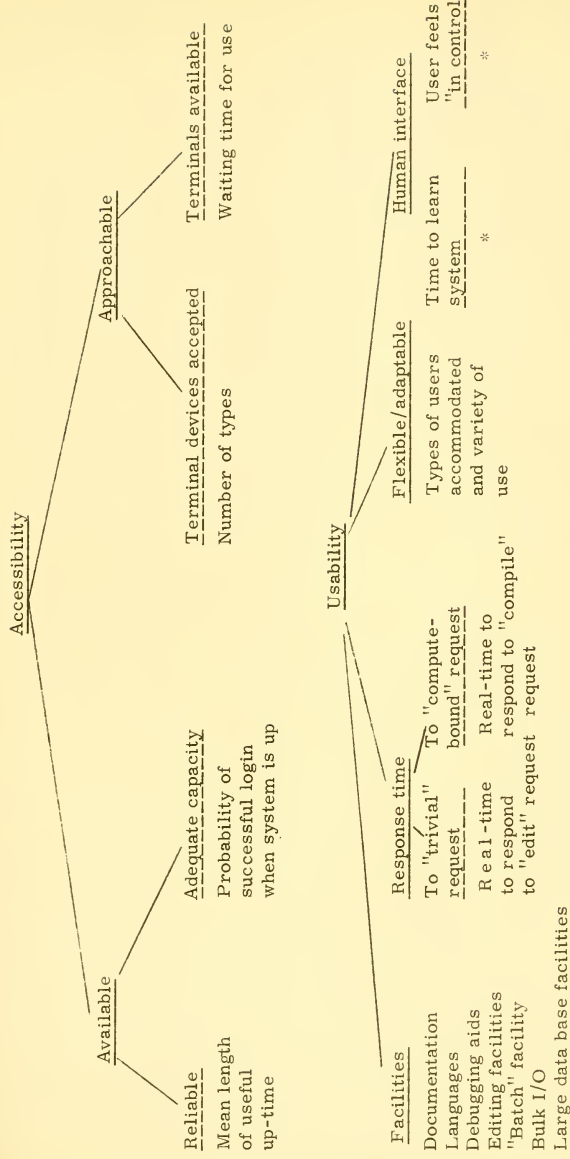 Accessibility
Available
Approachable
Reliable
Mean length
of useful
up-time
Adequate capacity
Probability of
successful login
when system is up
Terminal devices accepted
Number of types
Terminals available
Waiting time for use
Usability
Facilities
Documentation
Languages
Debugging aids
Editing facilities
"Batch" facility
Bulk I/O
Large data base facilities
Response time
To "trivial"
request
Real-time
to respond
to "edit" request
To "compute-
bound" request
Real-time to
respond to "compile"
request
Flexible/adaptable
Types of users
accommodated
and variety of
use
Human interface
Time to learn
system
*
User feels
"in control"
*